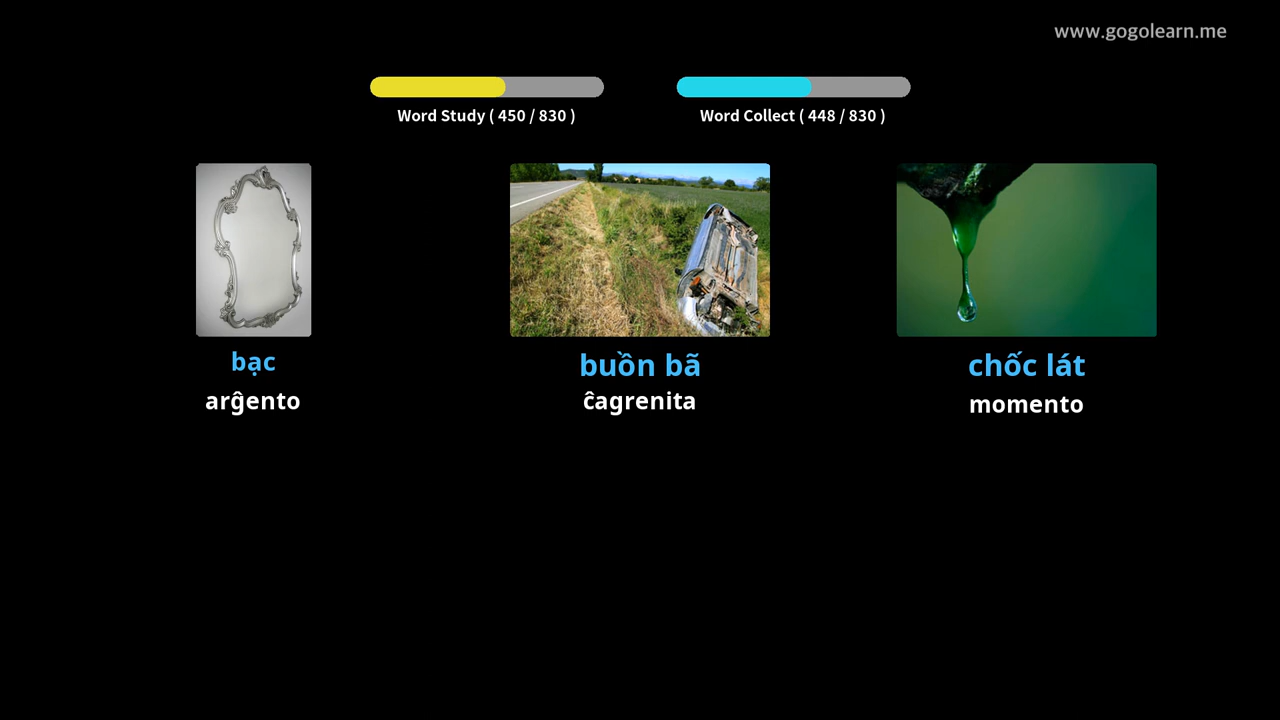 www.gogolearn.me
Word Study ( 450 / 830 )
Word Collect ( 448 / 830 )
bạc
arĝento
buồn bã
ĉagrenita
chốc lát
momento